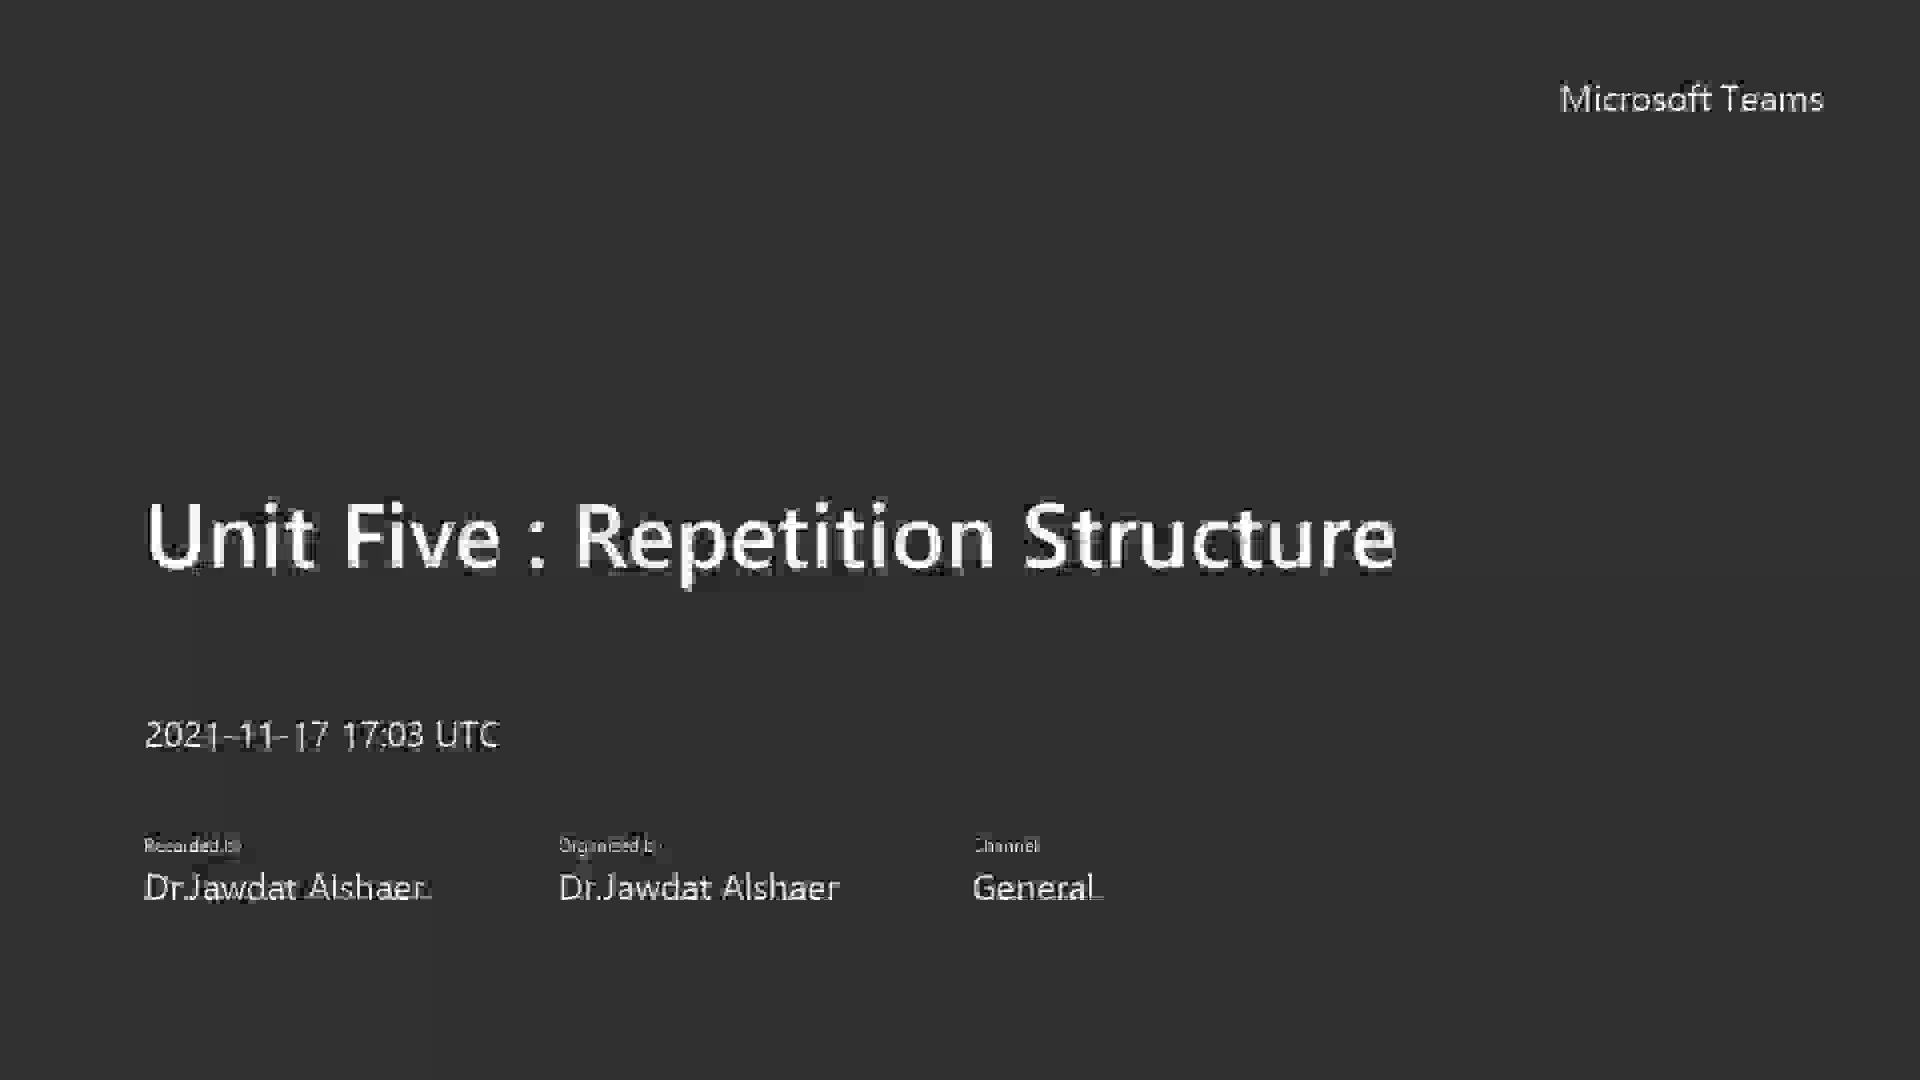 Microsoft Teams
Unit Five : Repetition Structure
2021-11-17 17:03 UTC
Recorded by Organized by Channel
Dr.Jawdat Alshaer Dr.Jawdat Alshaer General